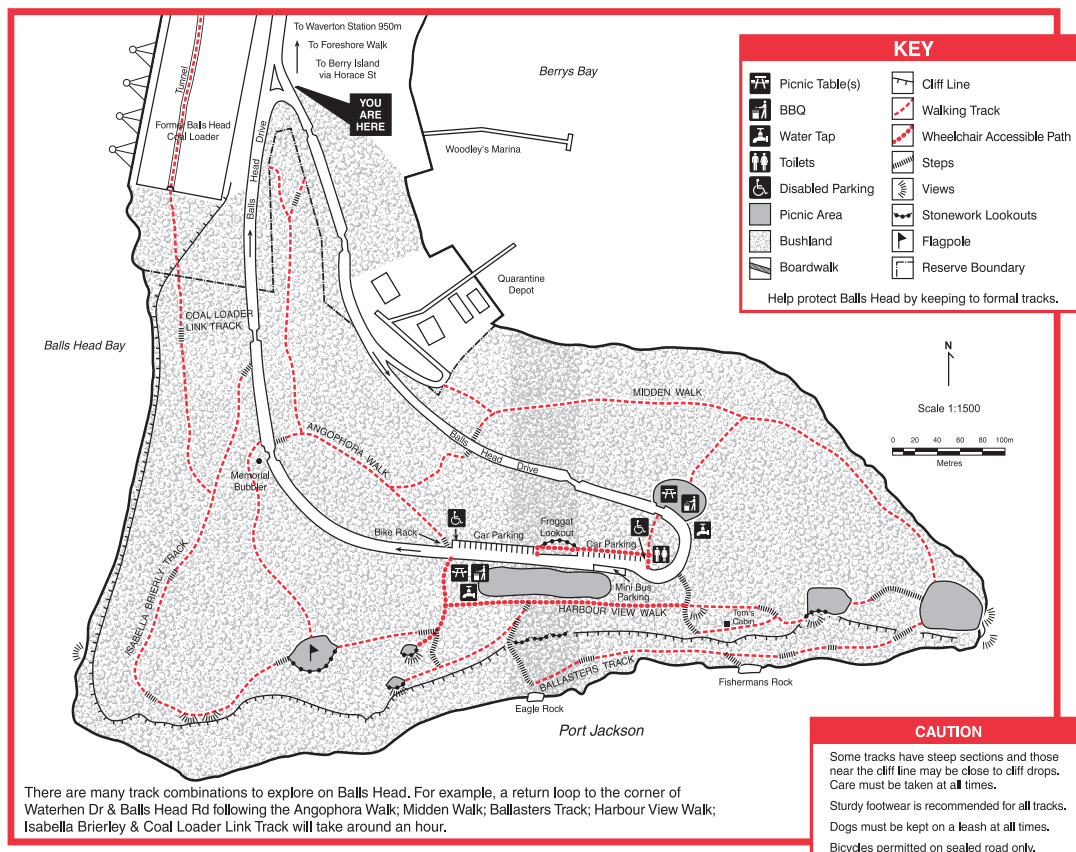 To Waverton Station 950m
To Foreshore Walk
To Berry Island
via Horace St
YOU
ARE
HERE
Berrys Bay
Tunnel
Former Balls Head
Coal Loader
Balls Head Drive
Woodley's Marina
Quarantine
Depot
KEY
Picnic Table(s)
BBQ
Water Tap
Toilets
Disabled Parking
Picnic Area
Bushland
Boardwalk
Cliff Line
Walking Track
Wheelchair Accessible Path
Steps
Views
Stonework Lookouts
Flagpole
Reserve Boundary
Help protect Balls Head by keeping to formal tracks.
N
Scale 1:1500
0 20 40 60 80 100m
Metres
COAL LOADER
LINK TRACK
Balls Head Bay
MIDDEN WALK
ANGOPHORA WALK
Balls Head Drive
Memorial
Bubbler
Bike Rack
Car Parking
Froggat
Lookout
Car Parking
Mini Bus
Parking
HARBOUR VIEW WALK
Tom's
Cabin
ISABELLA BRIERLY TRACK
BALLASTERS TRACK
Fishermans Rock
Eagle Rock
Port Jackson
There are many track combinations to explore on Balls Head. For example, a return loop to the corner of
Waterhen Dr & Balls Head Rd following the Angophora Walk; Midden Walk; Ballasters Track; Harbour View Walk;
Isabella Brierley & Coal Loader Link Track will take around an hour.
CAUTION
Some tracks have steep sections and those
near the cliff line may be close to cliff drops.
Care must be taken at all times.
Sturdy footwear is recommended for all tracks.
Dogs must be kept on a leash at all times.
Bicycles permitted on sealed road only.